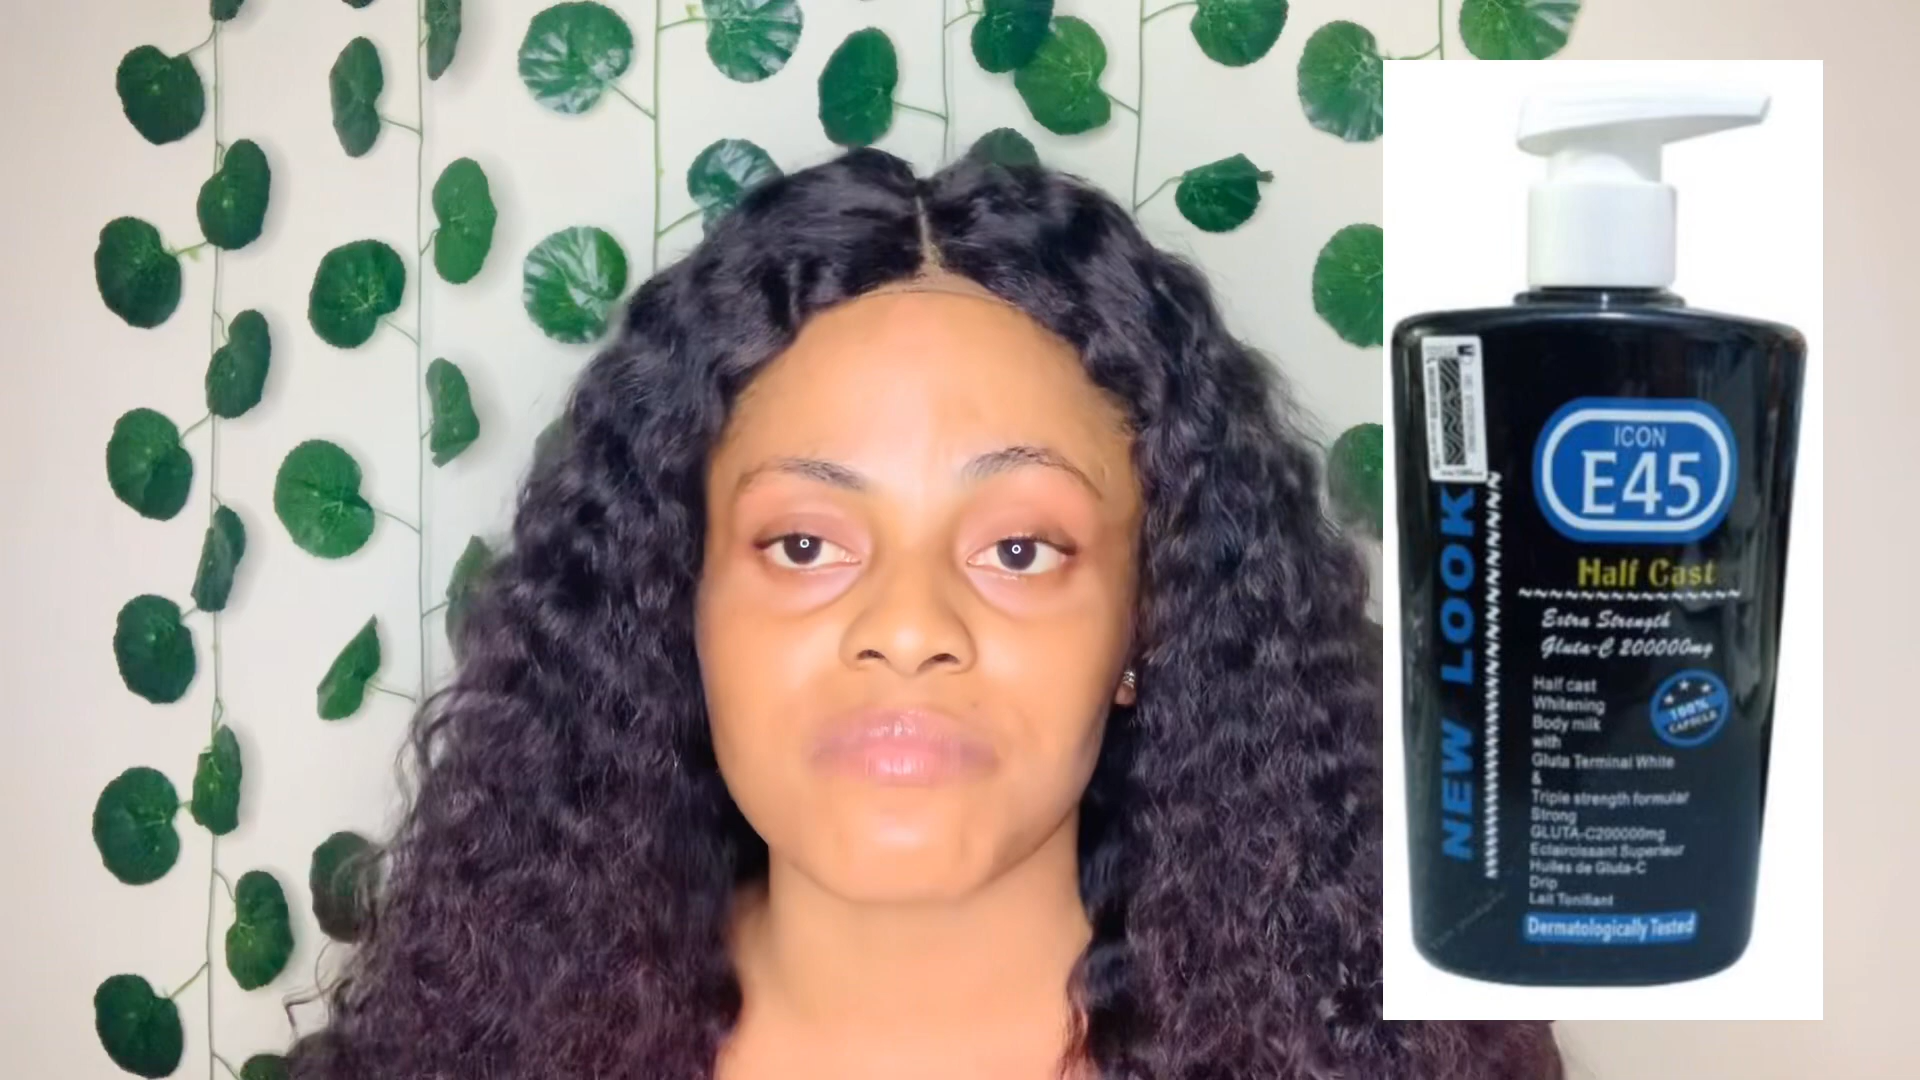 ICON
E45
Half Cast
Extra Strength
Gluta-C 200000mg
NEW LOOK
Half cast
Whitening
Body milk
with
Gluta Terminal White
&
Triple strength formular
Strong
GLUTA-C200000mg
Eclaircissant Superieur
Huiles de Gluta-C
Drip
Lait Tonifiant
100%
Dermatologically Tested